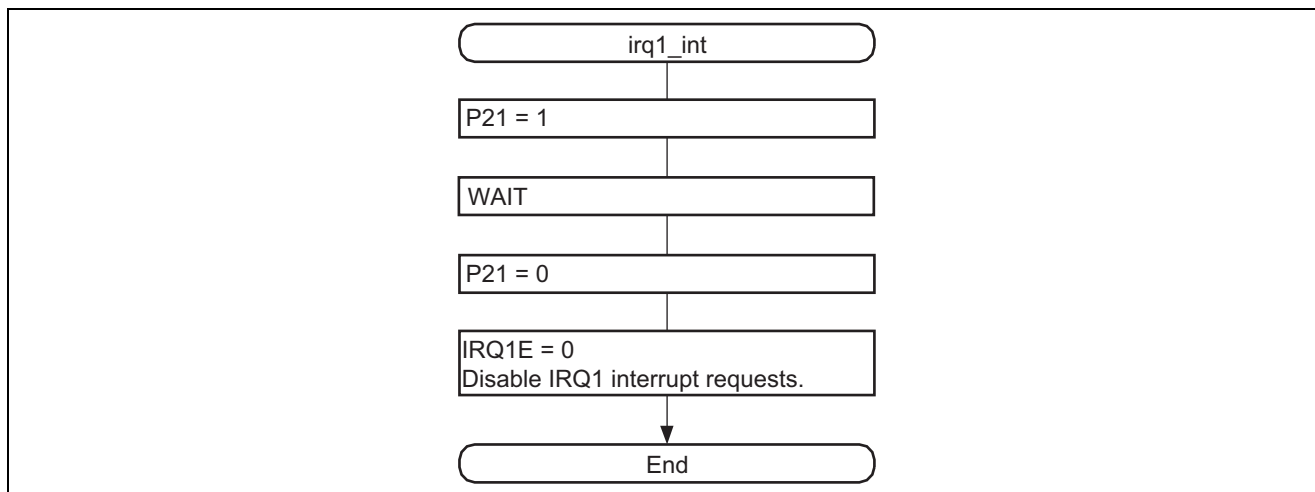 irq1_int
P21 = 1
WAIT
P21 = 0
IRQ1E = 0
Disable IRQ1 interrupt requests.
End